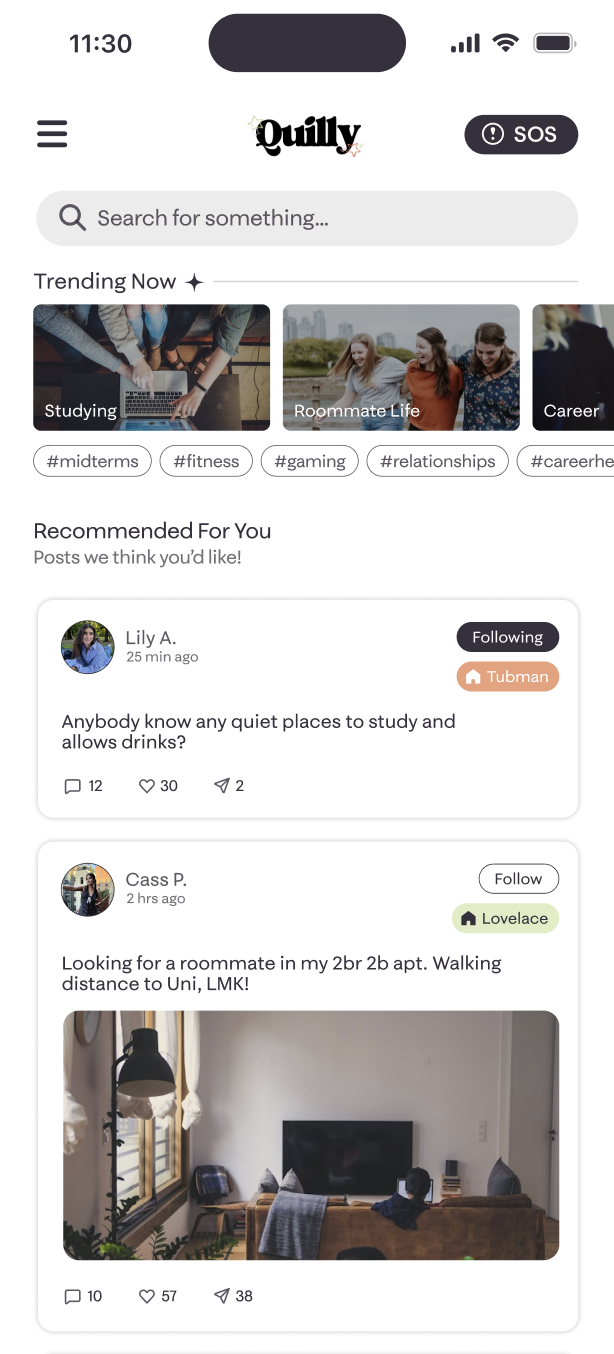 11:30
Quilly
SOS
Search for something...
Trending Now
Studying
Roommate Life
Career
#midterms
#fitness
#gaming
#relationships
#careerhe
Recommended For You
Posts we think you'd like!
Lily A.
Following
25 min ago
Tubman
Anybody know any quiet places to study and
allows drinks?
12
30
2
Cass P.
Follow
2 hrs ago
Lovelace
Looking for a roommate in my 2br 2b apt. Walking
distance to Uni, LMK!
10
57
38